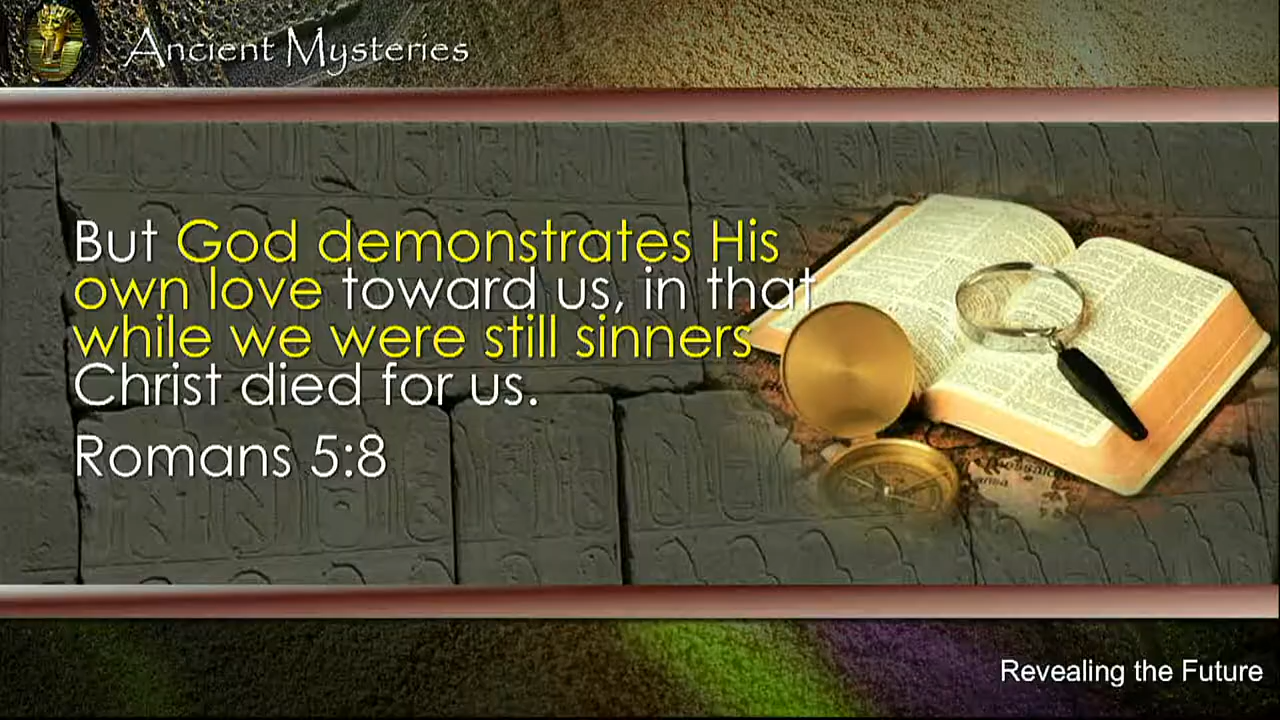 Ancient Mysteries
But God demonstrates His
own love toward us, in that
while we were still sinners
Christ died for us.
Romans 5:8
Revealing the Future